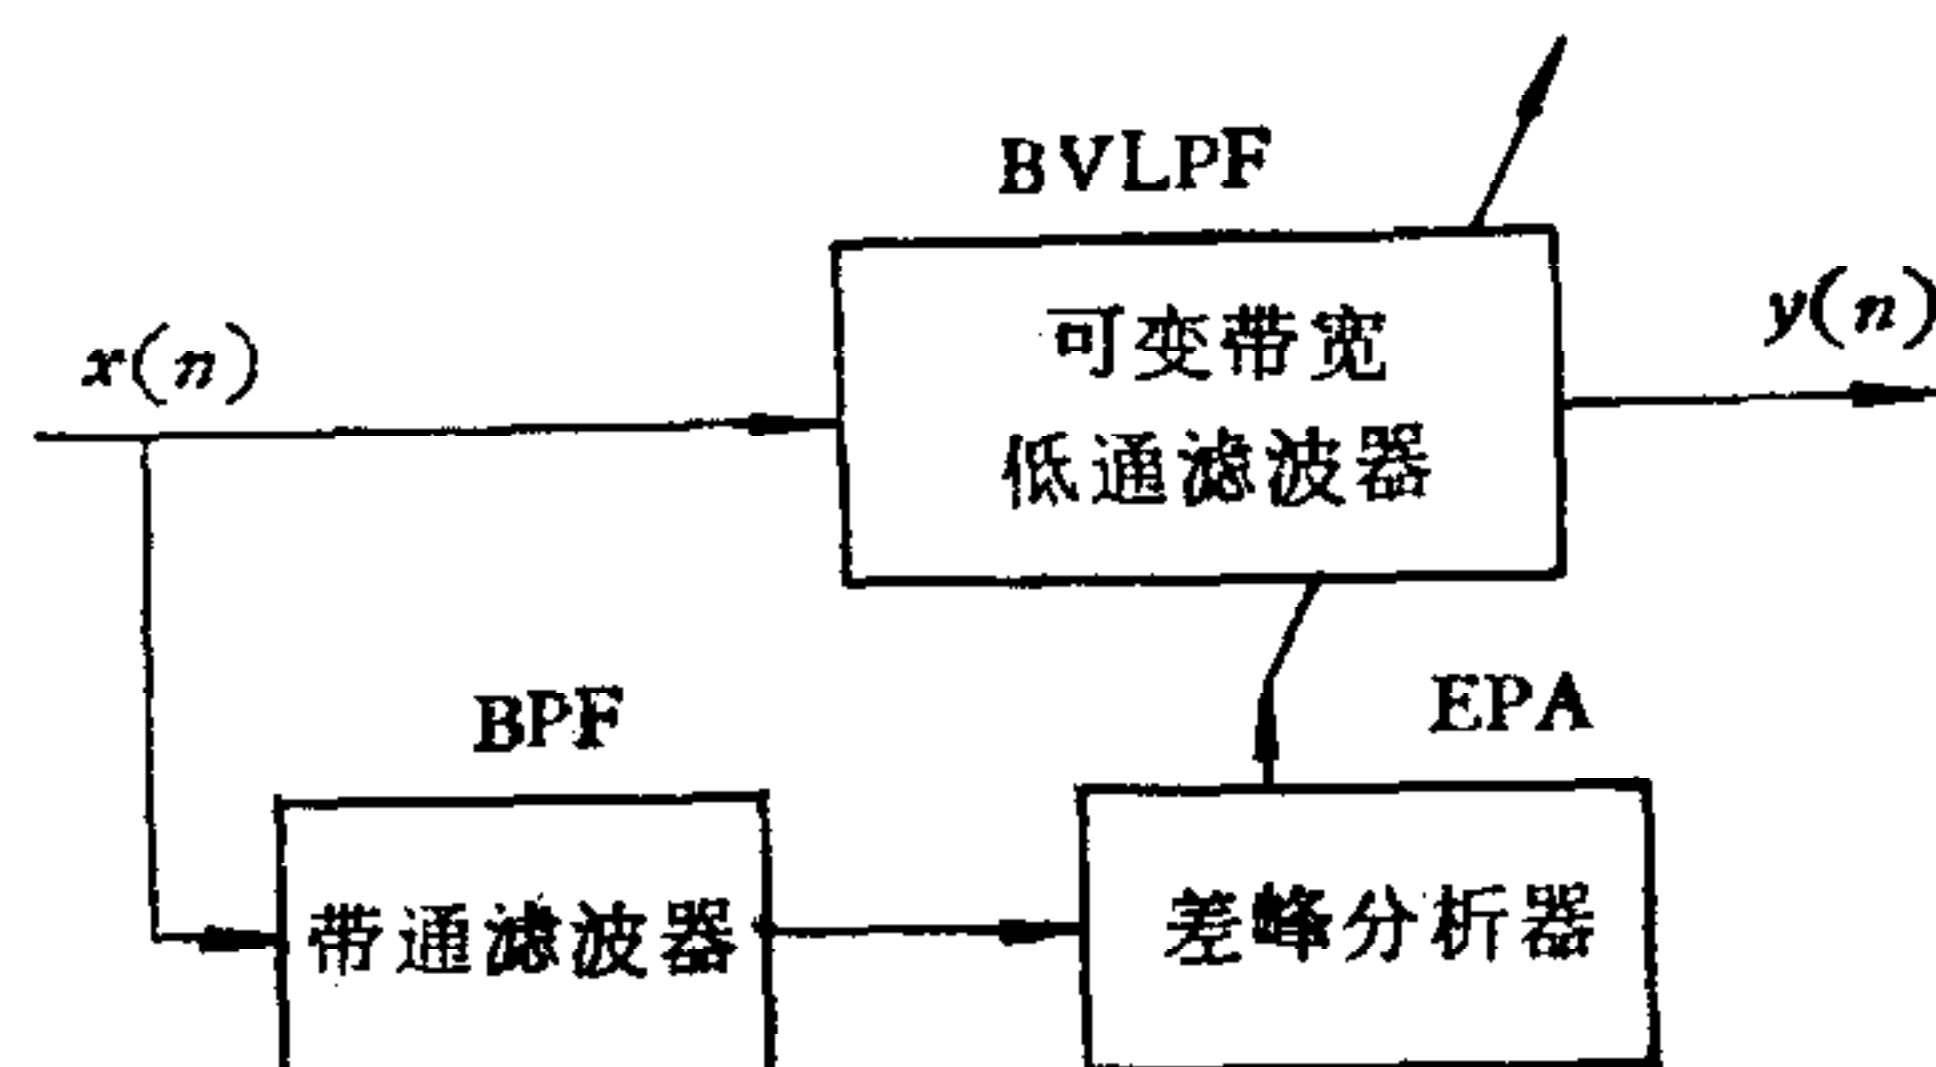 BVLPF
可变带宽
低通滤波器
x(n)
y(n)
BPF
带通滤波器
EPA
差峰分析器